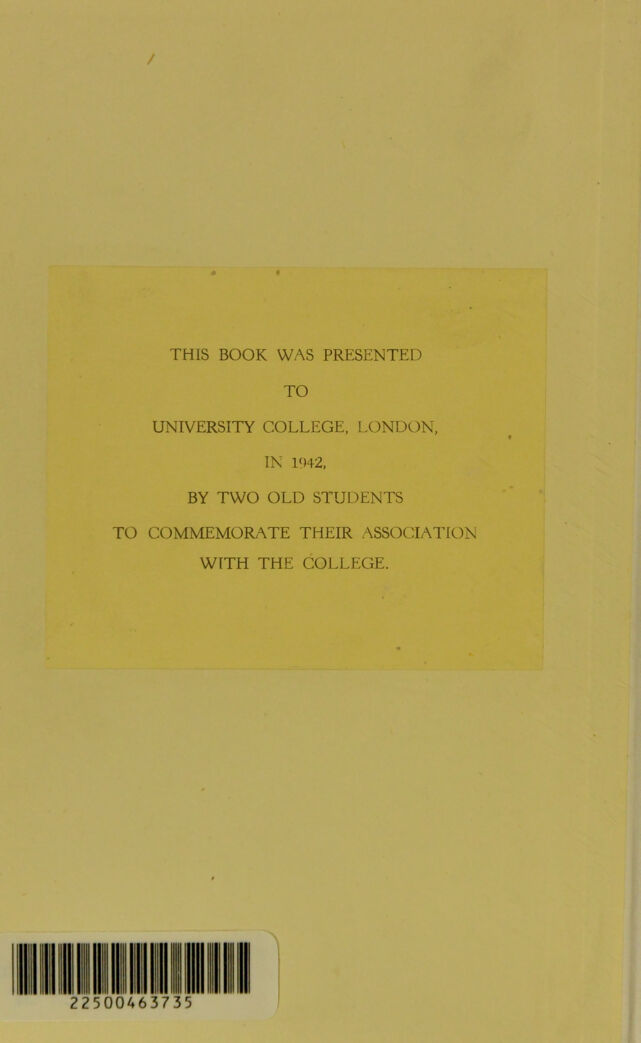 THIS BOOK WAS PRESENTED
TO
UNIVERSITY COLLEGE, LONDON,
IN 1942,
BY TWO OLD STUDENTS
TO COMMEMORATE THEIR ASSOCIATION
WITH THE COLLEGE.
22500463735